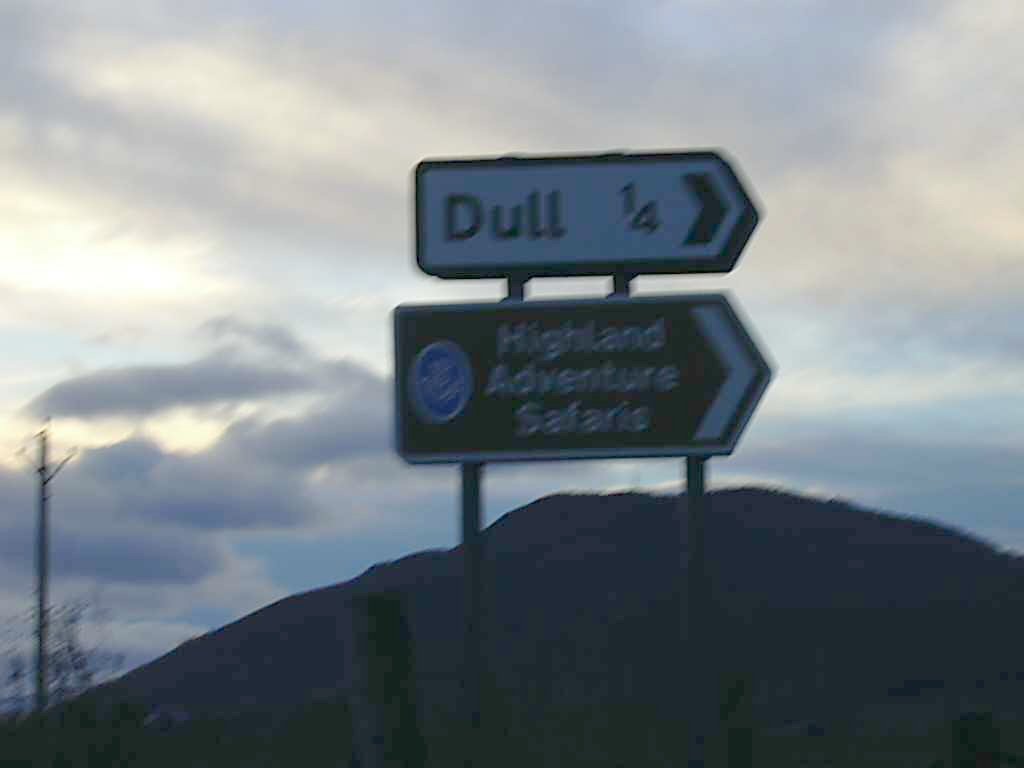 Dull ¼
Highland
Adventure
Safaris